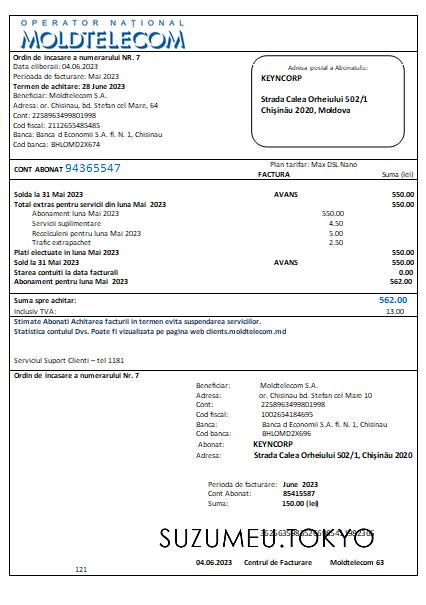 OPERATOR NAȚIONAL
MOLDTELECOM
Ordin de incasare a numerarului NR. 7
Data eliberaii: 04.06.2023
Perioada de facturare: Mai 2023
Termen de achitare: 28 June 2023
Beneficiar: Moldtelecom S.A.
Adresa: or. Chisinau, bd. Stefan cel Mare, 64
Cont: 2258963499801998
Cod fiscal: 2112655485485
Banca: Banca d Economii S.A. fl. N. 1, Chisinau
Cod banca: BHLOMD2X674
Adresa postal a Abonatulu:
KEYNCORP
Strada Calea Orheiului 502/1
Chișinău 2020, Moldova
CONT ABONAT 94365547
Plan tarifar: Max DSL Nano
FACTURA Suma (lei)
Solda la 31 Mai 2023 AVANS 550.00
Total extras pentru servicii din luna Mai 2023 550.00
Abonament luna Mai 2023 550.00
Servicii suplimentare 4.50
Recelculeni pentru luna Mai 2023 5.00
Trafic extrapachet 2.50
Plati electuate in luna Mai 2023 550.00
Sold la 31 Mai 2023 AVANS 550.00
Starea contuli la data facturali 0.00
Abonament pentru luna Mai 2023 562.00
Suma spre achitar: 562.00
Inclusiv TVA: 13.00
Stimate Abonati Achitarea facturii in termen evita suspendarea serviciilor.
Statistica contului Dvs. Poate fi vizualizata pe pagina web clients.moldtelecom.md
Serviciul Suport Clienti – tel 1181
Ordin de incasare a numerarului Nr. 7
Beneficiar: Moldtelecom S.A.
Adresa: or. Chisinau bd. Stefan cel Mare 10
Cont: 2258963499801998
Cod fiscal: 1002654184695
Banca: Banca d Economii S.A. fl. N. 1, Chisinau
Cod banca: BHLOMD2X696
Abonat: KEYNCORP
Adresa: Strada Calea Orheiului 502/1, Chișinău 2020
Perioda de facturare: June 2023
Cont Abonat: 85415587
Suma: 150.00 (lei)
SUZUMEU.TOKYO
04.06.2023 Centrul de Facturare Moldtelecom 63
121